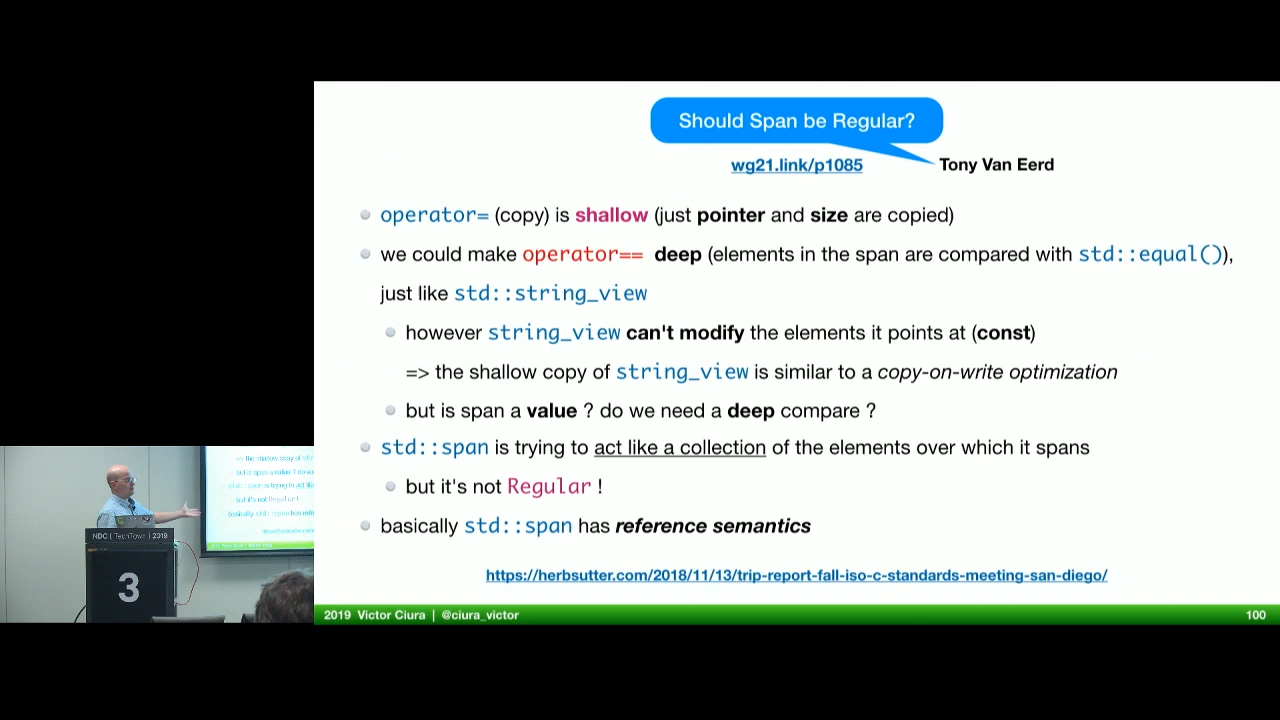 Should Span be Regular?
wg21.link/p1085
Tony Van Eerd
operator= (copy) is shallow (just pointer and size are copied)
we could make operator== deep (elements in the span are compared with std::equal()),
just like std::string_view
however string_view can't modify the elements it points at (const)
=> the shallow copy of string_view is similar to a copy-on-write optimization
but is span a value ? do we need a deep compare ?
std::span is trying to act like a collection of the elements over which it spans
but it's not Regular !
basically std::span has reference semantics
https://herbsutter.com/2018/11/13/trip-report-fall-iso-c-standards-meeting-san-diego/
2019 Victor Ciura | @ciura_victor
100
NDC | TechTown | 2019
3